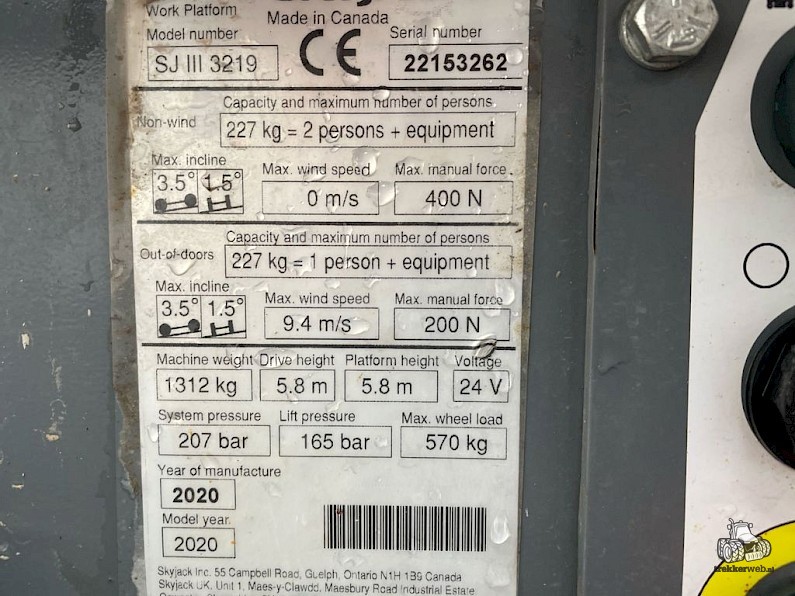 Work Platform
Made in Canada
Model number
Serial number
SJ III 3219
CE
22153262
Capacity and maximum number of persons
Non-wind
227 kg = 2 persons + equipment
Max. incline
Max. wind speed
Max. manual force
3.5° 1.5°
0 m/s
400 N
Capacity and maximum number of persons
Out-of-doors
227 kg = 1 person + equipment
Max. incline
Max. wind speed
Max. manual force
3.5° 1.5°
9.4 m/s
200 N
Machine weight Drive height Platform height Voltage
1312 kg 5.8 m 5.8 m 24 V
System pressure Lift pressure Max. wheel load
207 bar 165 bar 570 kg
Year of manufacture
2020
Model year
2020
Skyjack Inc. 55 Campbell Road, Guelph, Ontario N1H 1B9 Canada
Skyjack UK, Unit 1, Maes-y-Clawdd, Maesbury Road Industrial Estate
trekkerweb.nl